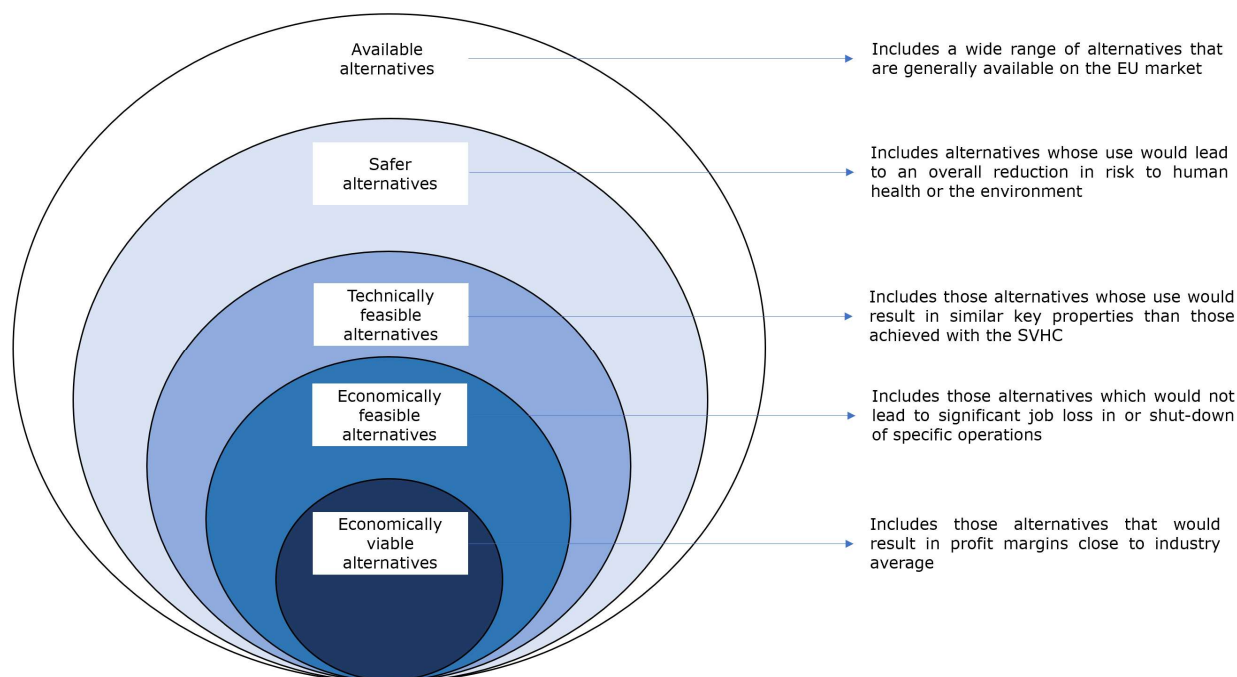 Available
alternatives
Includes a wide range of alternatives that
are generally available on the EU market
Safer
alternatives
Includes alternatives whose use would lead
to an overall reduction in risk to human
health or the environment
Technically
feasible
alternatives
Includes those alternatives whose use would
result in similar key properties than those
achieved with the SVHC
Economically
feasible
alternatives
Includes those alternatives which would not
lead to significant job loss in or shut-down
of specific operations
Economically
viable
alternatives
Includes those alternatives that would
result in profit margins close to industry
average